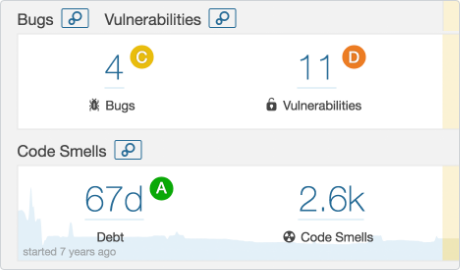 Bugs Vulnerabilities
4 C 11 D
Bugs Vulnerabilities
Code Smells
67d A 2.6k
Debt Code Smells
started 7 years ago